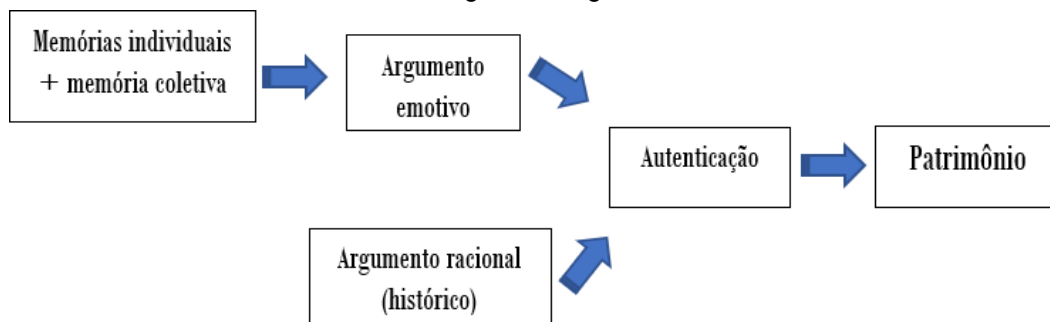 Memórias individuais
+ memória coletiva
Argumento
emotivo
Autenticação
Patrimônio
Argumento racional
(histórico)